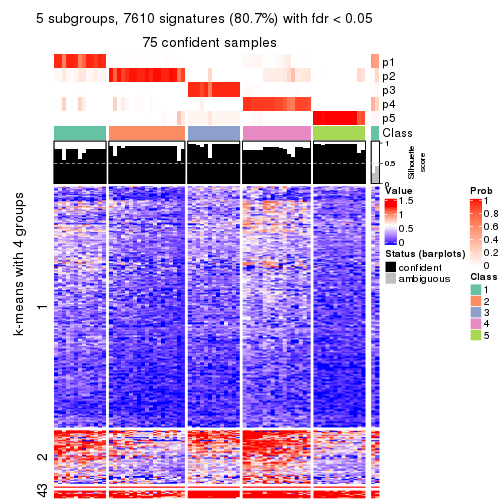 5 subgroups, 7610 signatures (80.7%) with fdr < 0.05
75 confident samples
p1
p2
p3
p4
p5
Class
1
0.5
0
Silhouette
score
k-means with 4 groups
1
2
43
Value
1.5
1
0.5
0
Status (barplots)
confident
ambiguous
Prob
1
0.8
0.6
0.4
0.2
0
Class
1
2
3
4
5